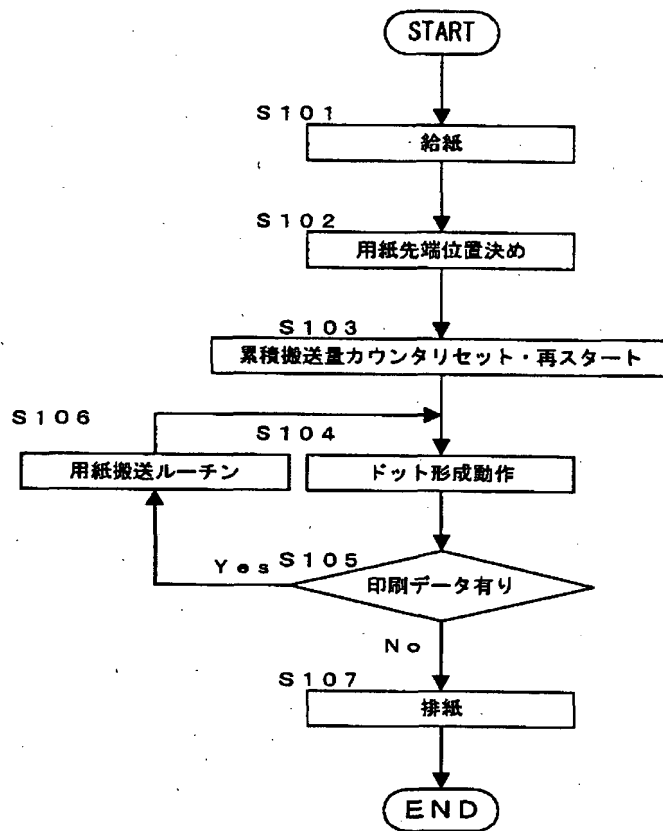 START
S101
給紙
S102
用紙先端位置決め
S103
累積搬送量カウンタリセット・再スタート
S106
S104
用紙搬送ルーチン
ドット形成動作
S105
Yes
印刷データ有り
No
S107
排紙
END